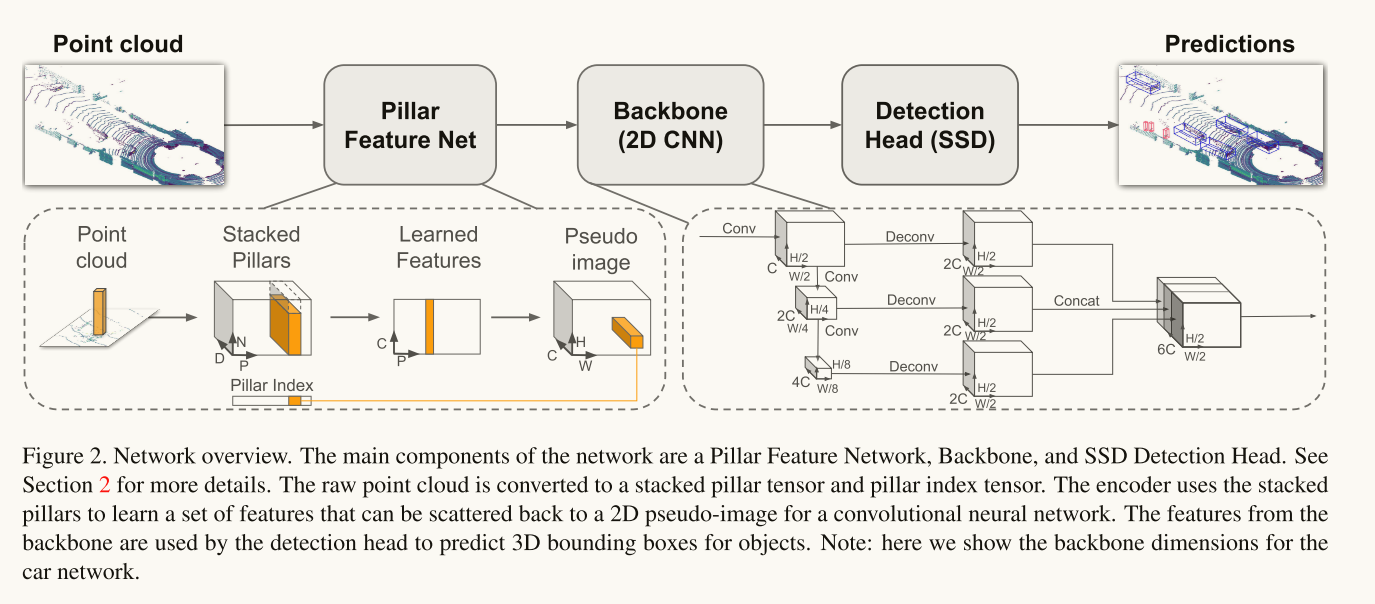 Point cloud
Predictions
Pillar
Feature Net
Backbone
(2D CNN)
Detection
Head (SSD)
Point
cloud
Stacked
Pillars
Learned
Features
Pseudo
image
D
N
P
C
P
C
H
W
Pillar Index
Conv
C
H/2
W/2
Conv
2C
H/4
W/4
Conv
4C
H/8
W/8
Deconv
2C
H/2
W/2
Deconv
2C
H/2
W/2
Deconv
2C
H/2
W/2
Concat
6C
H/2
W/2
Figure 2. Network overview. The main components of the network are a Pillar Feature Network, Backbone, and SSD Detection Head. See
Section 2 for more details. The raw point cloud is converted to a stacked pillar tensor and pillar index tensor. The encoder uses the stacked
pillars to learn a set of features that can be scattered back to a 2D pseudo-image for a convolutional neural network. The features from the
backbone are used by the detection head to predict 3D bounding boxes for objects. Note: here we show the backbone dimensions for the
car network.